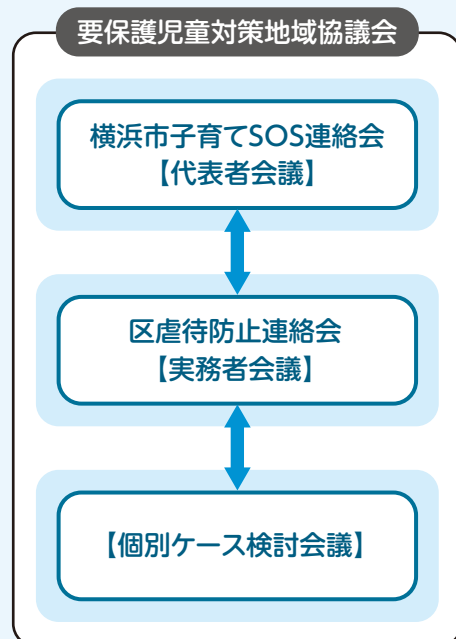 要保護児童対策地域協議会
横浜市子育てSOS連絡会
【代表者会議】
区虐待防止連絡会
【実務者会議】
【個別ケース検討会議】